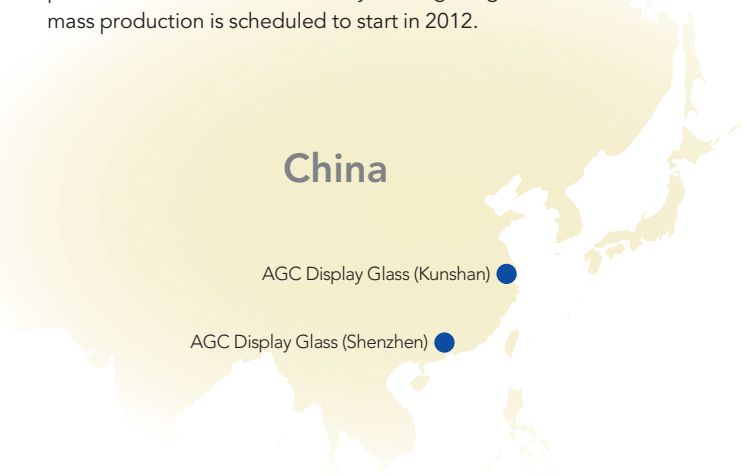 mass production is scheduled to start in 2012.
China
AGC Display Glass (Kunshan)
AGC Display Glass (Shenzhen)